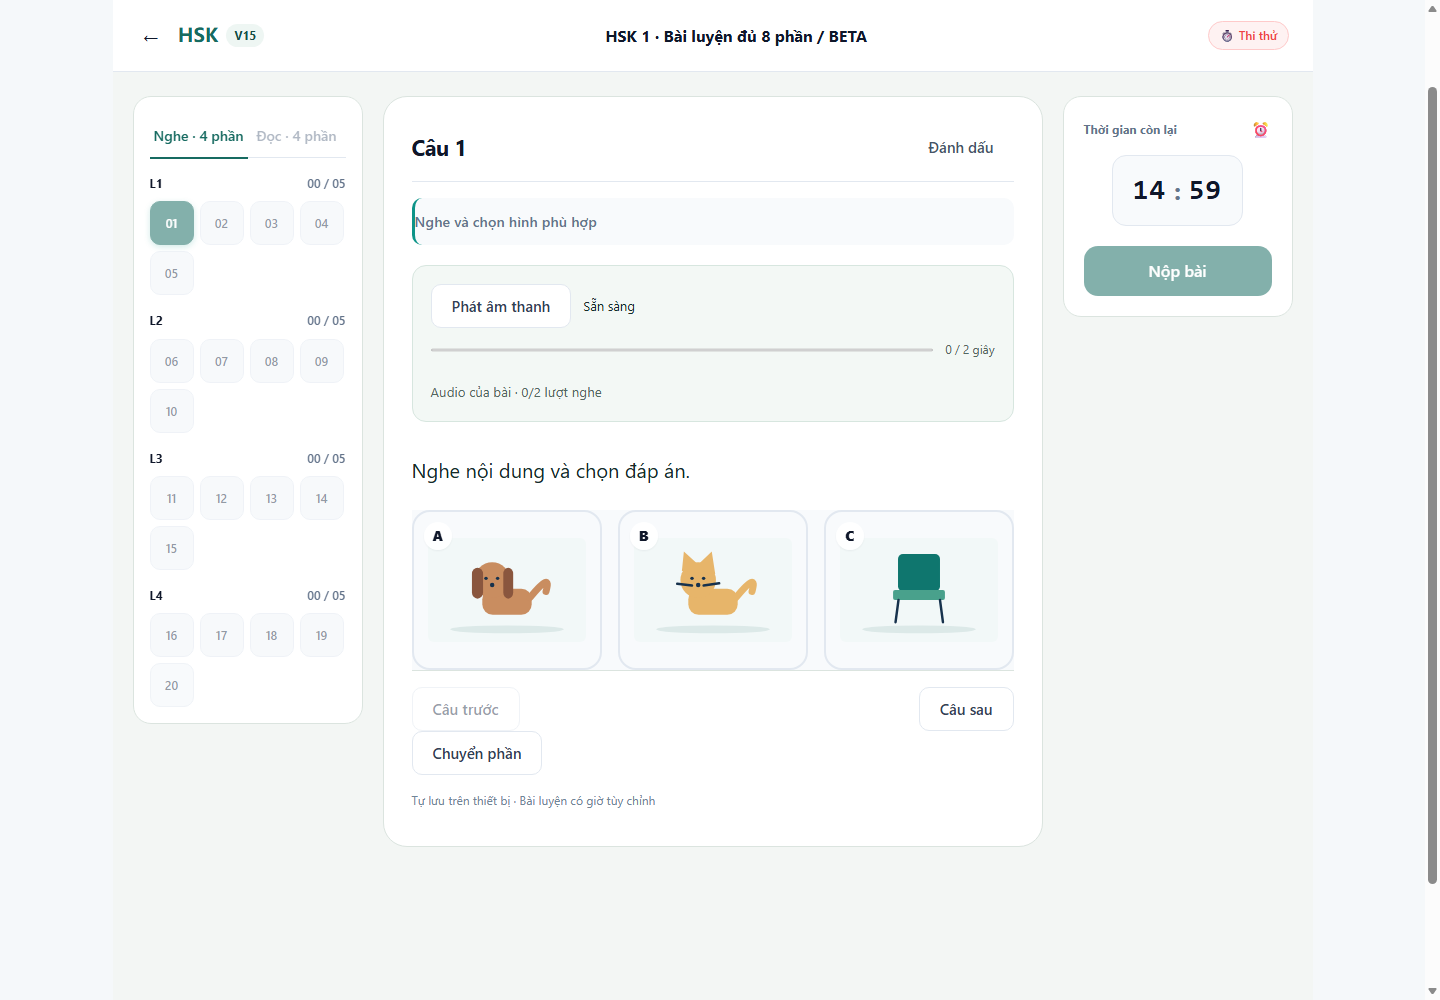 ← HSK V15
HSK 1 · Bài luyện đủ 8 phần / BETA
Thi thử
Nghe · 4 phần Đọc · 4 phần
L1 00 / 05
01 02 03 04
05
L2 00 / 05
06 07 08 09
10
L3 00 / 05
11 12 13 14
15
L4 00 / 05
16 17 18 19
20
Câu 1 Đánh dấu
Nghe và chọn hình phù hợp
Phát âm thanh Sẵn sàng
0 / 2 giây
Audio của bài · 0/2 lượt nghe
Nghe nội dung và chọn đáp án.
A B C
Câu trước Câu sau
Chuyển phần
Tự lưu trên thiết bị · Bài luyện có giờ tùy chỉnh
Thời gian còn lại
14 : 59
Nộp bài